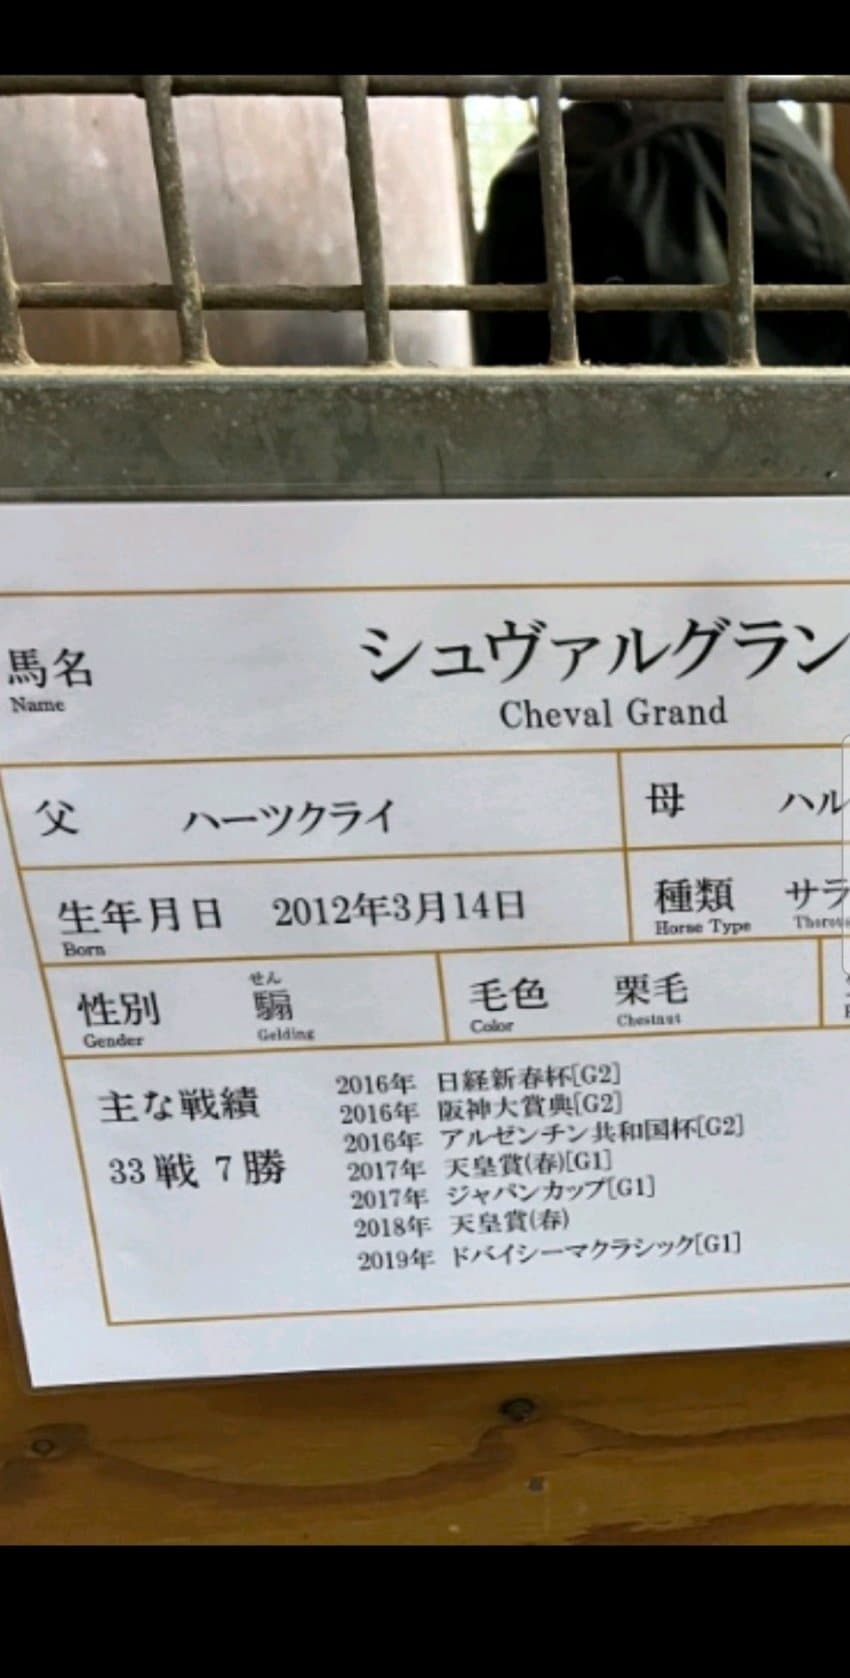 馬名 シュヴァルグラン
Name Cheval Grand
父 ハーツクライ 母 ハル
生年月日 2012年3月14日 種類 サラ
Born Horse Type
せん
性別 騸 毛色 栗毛
Gender Gelding Color Chestnut
主な戦績
33戦7勝
2016年 日経新春杯[G2]
2016年 阪神大賞典[G2]
2016年 アルゼンチン共和国杯[G2]
2017年 天皇賞(春)[G1]
2017年 ジャパンカップ[G1]
2018年 天皇賞(春)
2019年 ドバイシーマクラシック[G1]